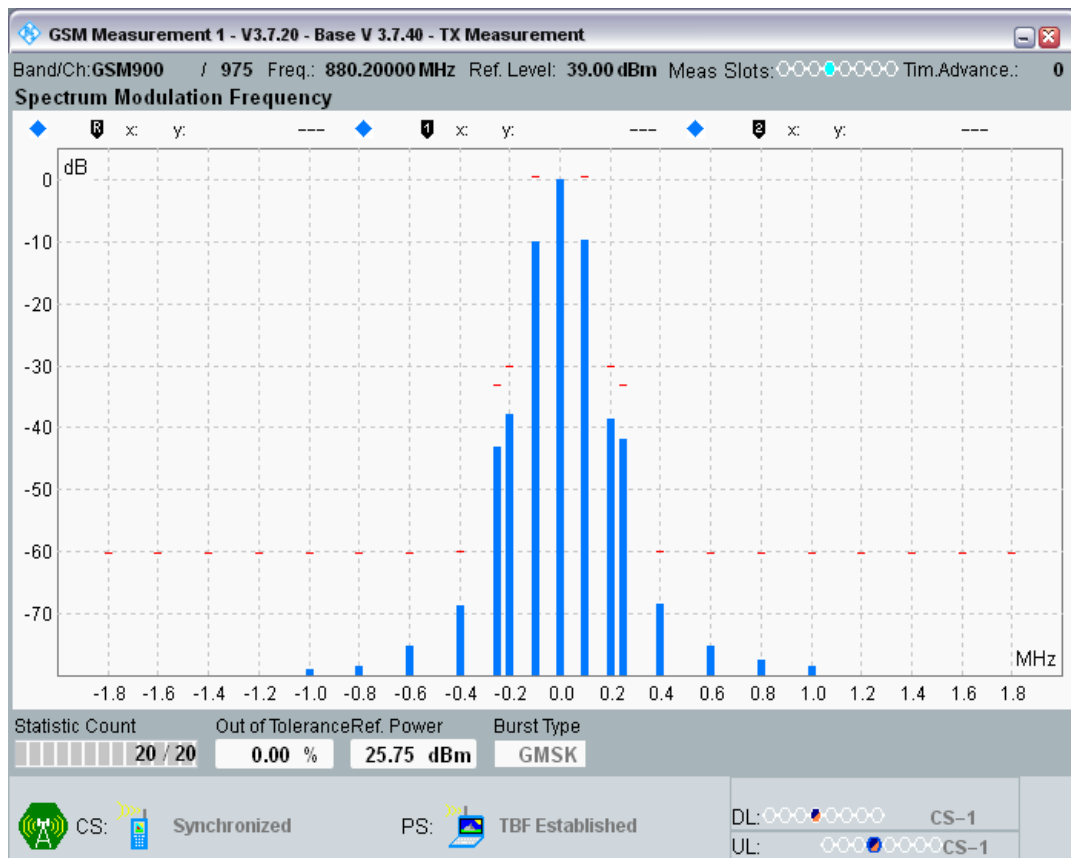 GSM Measurement 1 - V3.7.20 - Base V 3.7.40 - TX Measurement
Band/Ch:GSM900 / 975 Freq.: 880.20000 MHz Ref. Level: 39.00 dBm Meas Slots: Tim.Advance.: 0
Spectrum Modulation Frequency
R x: y: --- 1 x: y: --- 2 x: y: ---
dB
0
-10
-20
-30
-40
-50
-60
-70
MHz
-1.8 -1.6 -1.4 -1.2 -1.0 -0.8 -0.6 -0.4 -0.2 0.0 0.2 0.4 0.6 0.8 1.0 1.2 1.4 1.6 1.8
Statistic Count Out of Tolerance Ref. Power Burst Type
20 / 20 0.00 % 25.75 dBm GMSK
CS: Synchronized PS: TBF Established
DL: CS-1
UL: CS-1